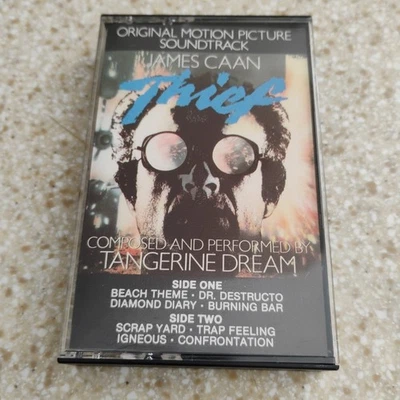 ORIGINAL MOTION PICTURE
SOUNDTRACK
JAMES CAAN
Thief
COMPOSED AND PERFORMED BY
TANGERINE DREAM
SIDE ONE
BEACH THEME • DR. DESTRUCTO
DIAMOND DIARY • BURNING BAR
SIDE TWO
SCRAP YARD • TRAP FEELING
IGNEOUS • CONFRONTATION